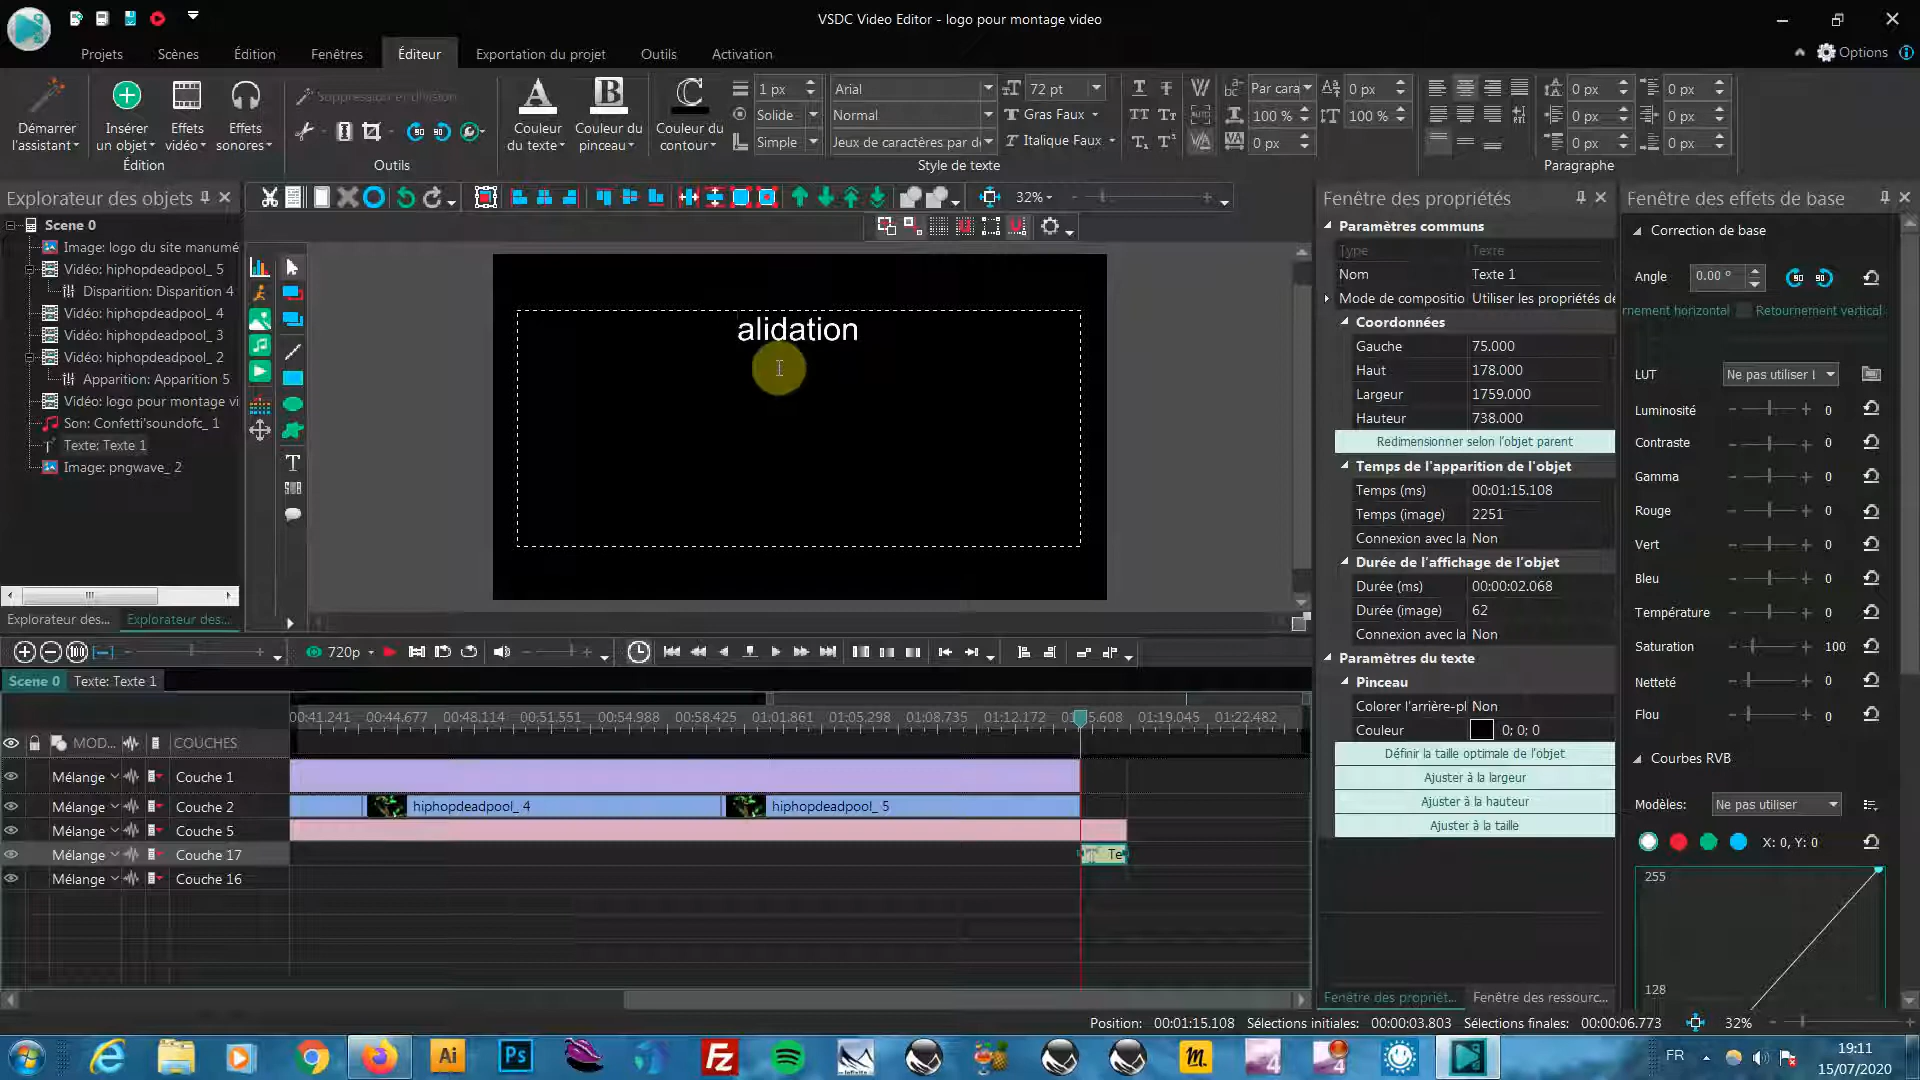 VSDC Video Editor - logo pour montage video
Projets
Scènes
Édition
Fenêtres
Éditeur
Exportation du projet
Outils
Activation
Options
Démarrer
l'assistant
Insérer
un objet
Effets
vidéo
Effets
sonores
Édition
Suppression et division
Outils
Couleur
du texte
Couleur du
pinceau
Couleur du
contour
1 px
Solide
Simple
Arial
Normal
Jeux de caractères par d
72 pt
Gras Faux
Italique Faux
Style de texte
Par cara
100 %
0 px
0 px
100 %
Paragraphe
0 px
0 px
0 px
0 px
0 px
0 px
Explorateur des objets
Scene 0
Image: logo du site manumé
Vidéo: hiphopdeadpool_ 5
Disparition: Disparition 4
Vidéo: hiphopdeadpool_ 4
Vidéo: hiphopdeadpool_ 3
Vidéo: hiphopdeadpool_ 2
Apparition: Apparition 5
Vidéo: logo pour montage vi
Son: Confetti'soundofc_ 1
Texte: Texte 1
Image: pngwave_ 2
Explorateur des...
Explorateur des...
32%
alidation
Fenêtre des propriétés
Paramètres communs
Type Texte
Nom Texte 1
Mode de compositio Utiliser les propriétés de
Coordonnées
Gauche 75.000
Haut 178.000
Largeur 1759.000
Hauteur 738.000
Redimensionner selon l'objet parent
Temps de l'apparition de l'objet
Temps (ms) 00:01:15.108
Temps (image) 2251
Connexion avec la Non
Durée de l'affichage de l'objet
Durée (ms) 00:00:02.068
Durée (image) 62
Connexion avec la Non
Paramètres du texte
Pinceau
Colorer l'arrière-pl Non
Couleur 0; 0; 0
Définir la taille optimale de l'objet
Ajuster à la largeur
Ajuster à la hauteur
Ajuster à la taille
Fenêtre des propriét...
Fenêtre des ressourc...
Fenêtre des effets de base
Correction de base
Angle 0.00 °
rnement horizontal Retournement vertical
LUT Ne pas utiliser l
Luminosité 0
Contraste 0
Gamma 0
Rouge 0
Vert 0
Bleu 0
Température 0
Saturation 100
Netteté 0
Flou 0
Courbes RVB
Modèles: Ne pas utiliser
X: 0, Y: 0
255
128
720p
Scene 0
Texte: Texte 1
00:41.241 00:44.677 00:48.114 00:51.551 00:54.988 00:58.425 01:01.861 01:05.298 01:08.735 01:12.172 5.608 01:19.045 01:22.482
MOD...
COUCHES
Mélange Couche 1
Mélange Couche 2 hiphopdeadpool_ 4 hiphopdeadpool_ 5
Mélange Couche 5
Mélange Couche 17 Te
Mélange Couche 16
Position: 00:01:15.108 Sélections initiales: 00:00:03.803 Sélections finales: 00:00:06.773 32%
Ai
Ps
FZ
m.
4
4
FR
19:11
15/07/2020